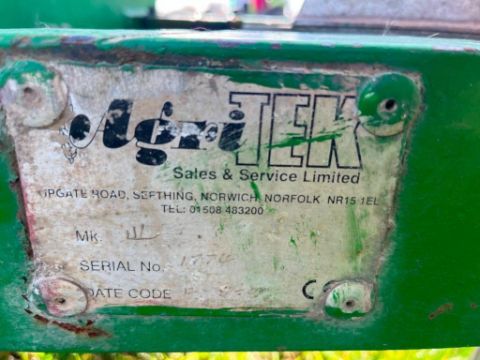 AgriTEK
Sales & Service Limited
UPGATE ROAD, SEETHING, NORWICH, NORFOLK NR15 1EL
TEL: 01508 483200
MK. III
SERIAL No.
DATE CODE
CE